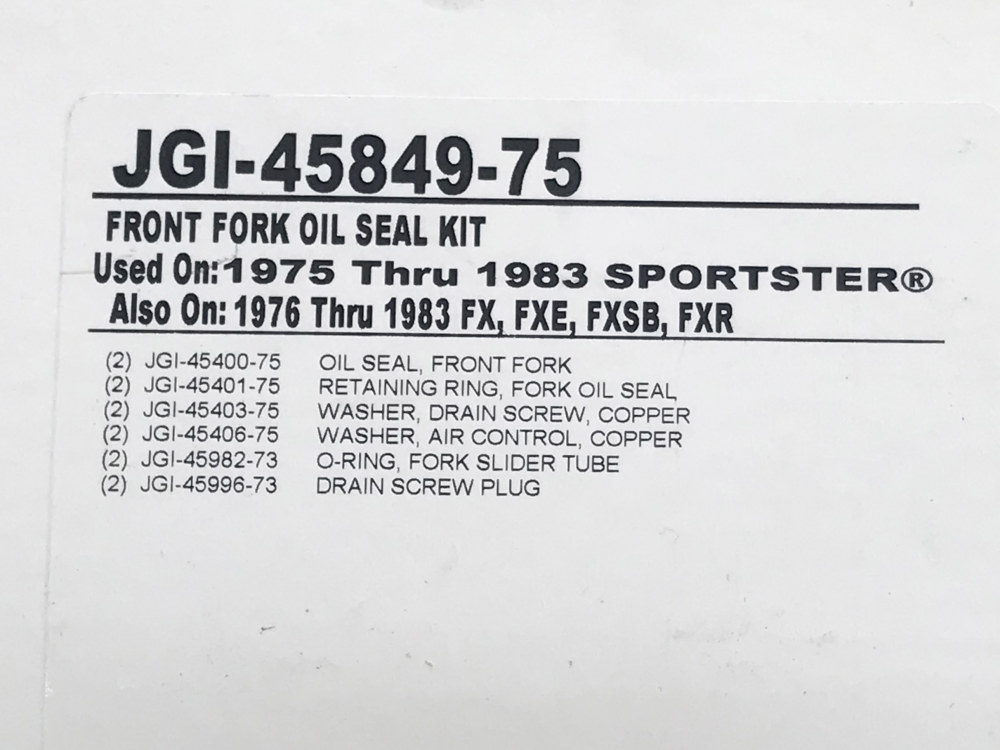 JGI-45849-75
FRONT FORK OIL SEAL KIT
Used On:1975 Thru 1983 SPORTSTER®
Also On: 1976 Thru 1983 FX, FXE, FXSB, FXR
(2) JGI-45400-75 OIL SEAL, FRONT FORK
(2) JGI-45401-75 RETAINING RING, FORK OIL SEAL
(2) JGI-45403-75 WASHER, DRAIN SCREW, COPPER
(2) JGI-45406-75 WASHER, AIR CONTROL, COPPER
(2) JGI-45982-73 O-RING, FORK SLIDER TUBE
(2) JGI-45996-73 DRAIN SCREW PLUG